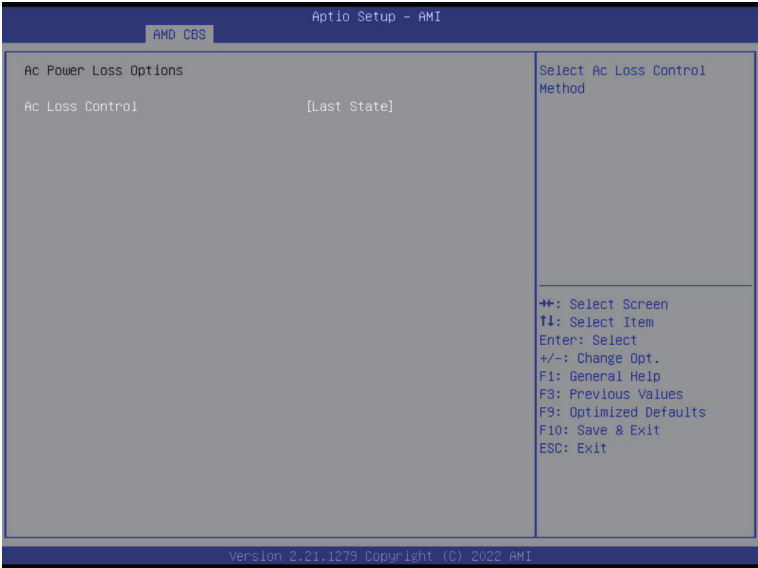 Aptio Setup – AMI
AMD CBS
Ac Power Loss Options
Ac Loss Control [Last State]
Select Ac Loss Control
Method
→←: Select Screen
↑↓: Select Item
Enter: Select
+/-: Change Opt.
F1: General Help
F3: Previous Values
F9: Optimized Defaults
F10: Save & Exit
ESC: Exit
Version 2.21.1279 Copyright (C) 2022 AMI